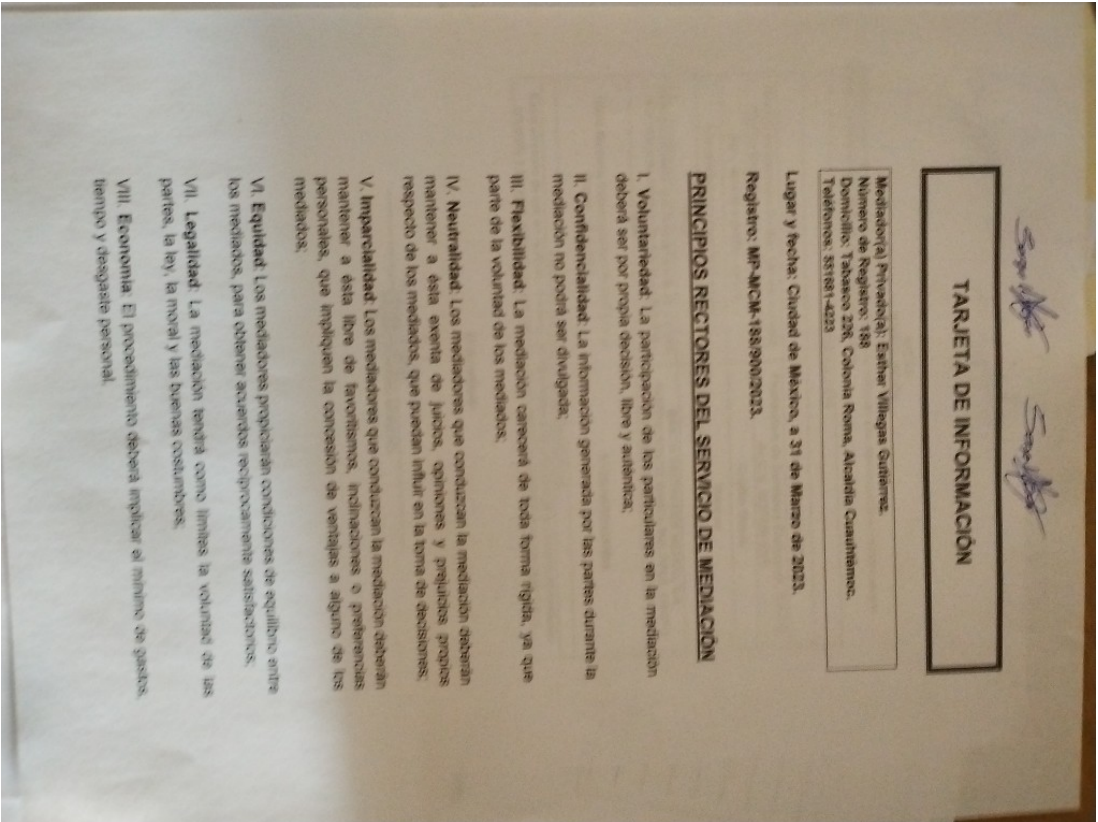 TARJETA DE INFORMACIÓN
Mediador(a) Privado(a): Esther Villegas Gutiérrez.
Número de Registro: 188
Domicilio: Tabasco 226, Colonia Roma, Alcaldía Cuauhtémoc.
Teléfonos: 551681-4223
Lugar y fecha: Ciudad de México, a 31 de Marzo de 2023.
Registro: MP-MCM-188/900/2023.
PRINCIPIOS RECTORES DEL SERVICIO DE MEDIACIÓN
I. Voluntariedad: La participación de los particulares en la mediación
deberá ser por propia decisión, libre y auténtica;
II. Confidencialidad: La información generada por las partes durante la
mediación no podrá ser divulgada;
III. Flexibilidad: La mediación carecerá de toda forma rígida, ya que
parte de la voluntad de los mediados;
IV. Neutralidad: Los mediadores que conduzcan la mediación deberán
mantener a ésta exenta de juicios, opiniones y prejuicios propios
respecto de los mediados, que puedan influir en la toma de decisiones;
V. Imparcialidad: Los mediadores que conduzcan la mediación deberán
mantener a ésta libre de favoritismos, inclinaciones o preferencias
personales, que impliquen la concesión de ventajas a alguno de los
mediados;
VI. Equidad: Los mediadores propiciarán condiciones de equilibrio entre
los mediados, para obtener acuerdos recíprocamente satisfactorios;
VII. Legalidad: La mediación tendrá como límites la voluntad de las
partes, la ley, la moral y las buenas costumbres;
VIII. Economía: El procedimiento deberá implicar el mínimo de gastos,
tiempo y desgaste personal.